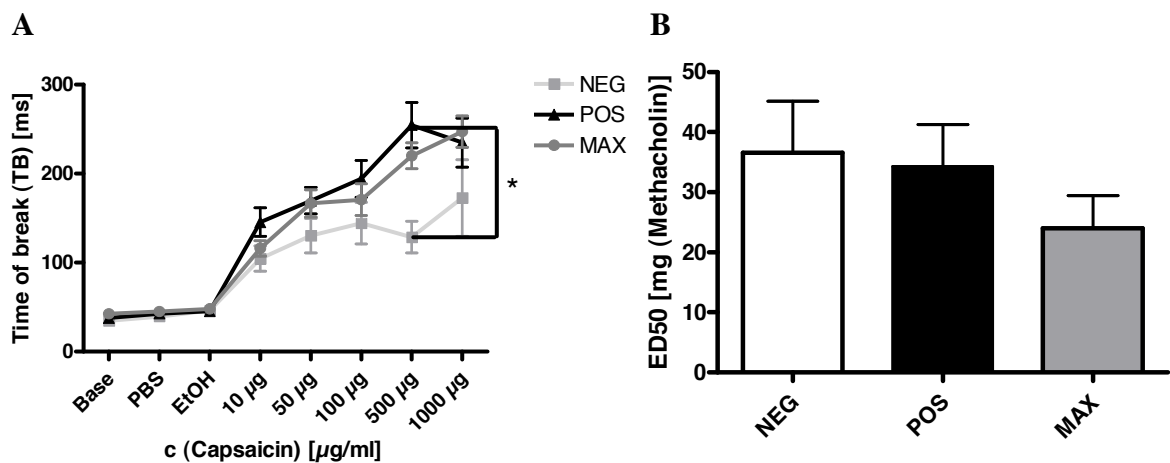 A
Time of break (TB) [ms]
300
200
100
0
Base
PBS
EtOH
10 µg
50 µg
100 µg
500 µg
1000 µg
c (Capsaicin) [µg/ml]
NEG
POS
MAX
*
B
ED50 [mg (Methacholin)]
50
40
30
20
10
0
NEG
POS
MAX